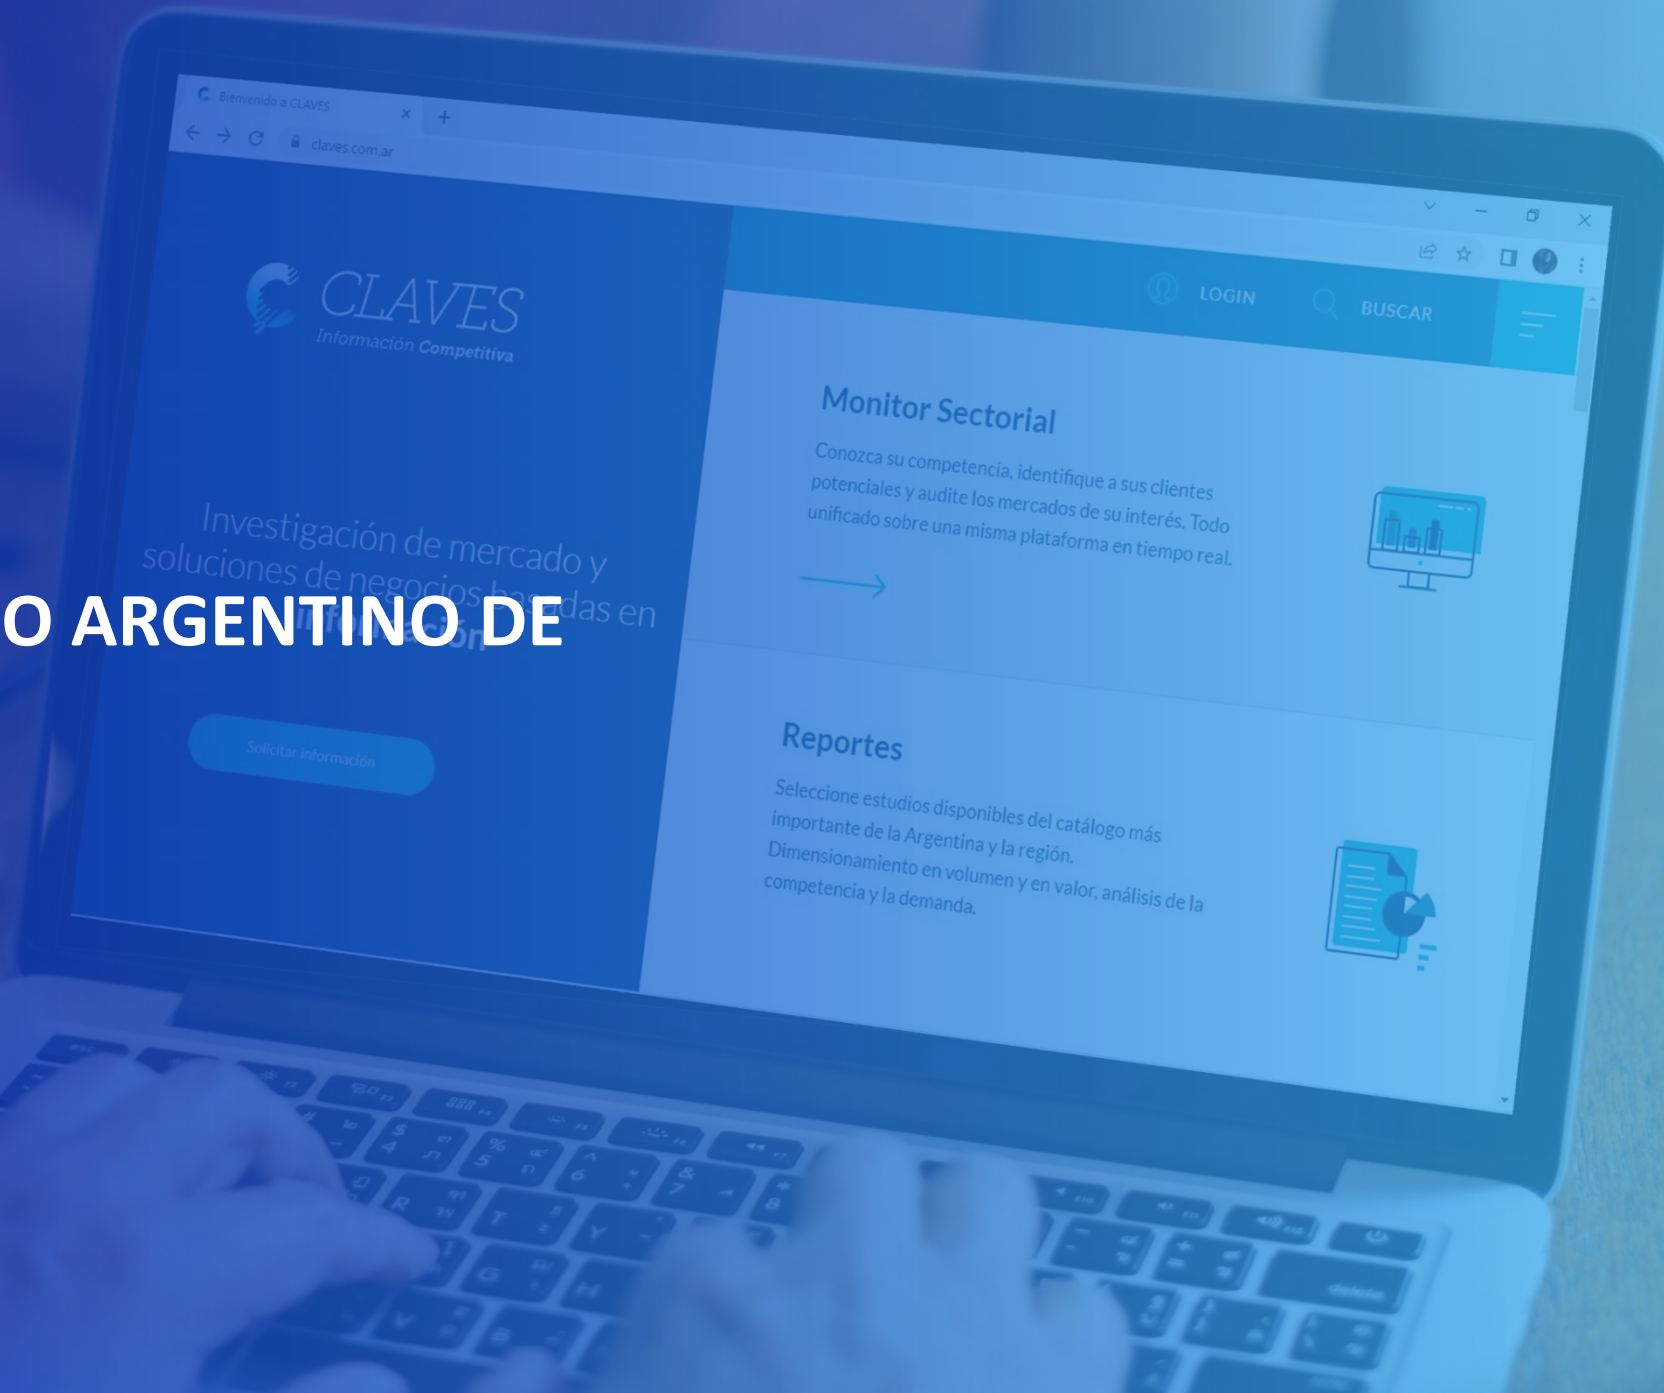 Bienvenido a CLAVES
claves.com.ar
LOGIN
BUSCAR
CLAVES
Información Competitiva
Investigación de mercado y
soluciones de negocios basadas en
información
O ARGENTINO DE
Solicitar información
Monitor Sectorial
Conozca su competencia, identifique a sus clientes
potenciales y audite los mercados de su interés. Todo
unificado sobre una misma plataforma en tiempo real.
Reportes
Seleccione estudios disponibles del catálogo más
importante de la Argentina y la región.
Dimensionamiento en volumen y en valor, análisis de la
competencia y la demanda.